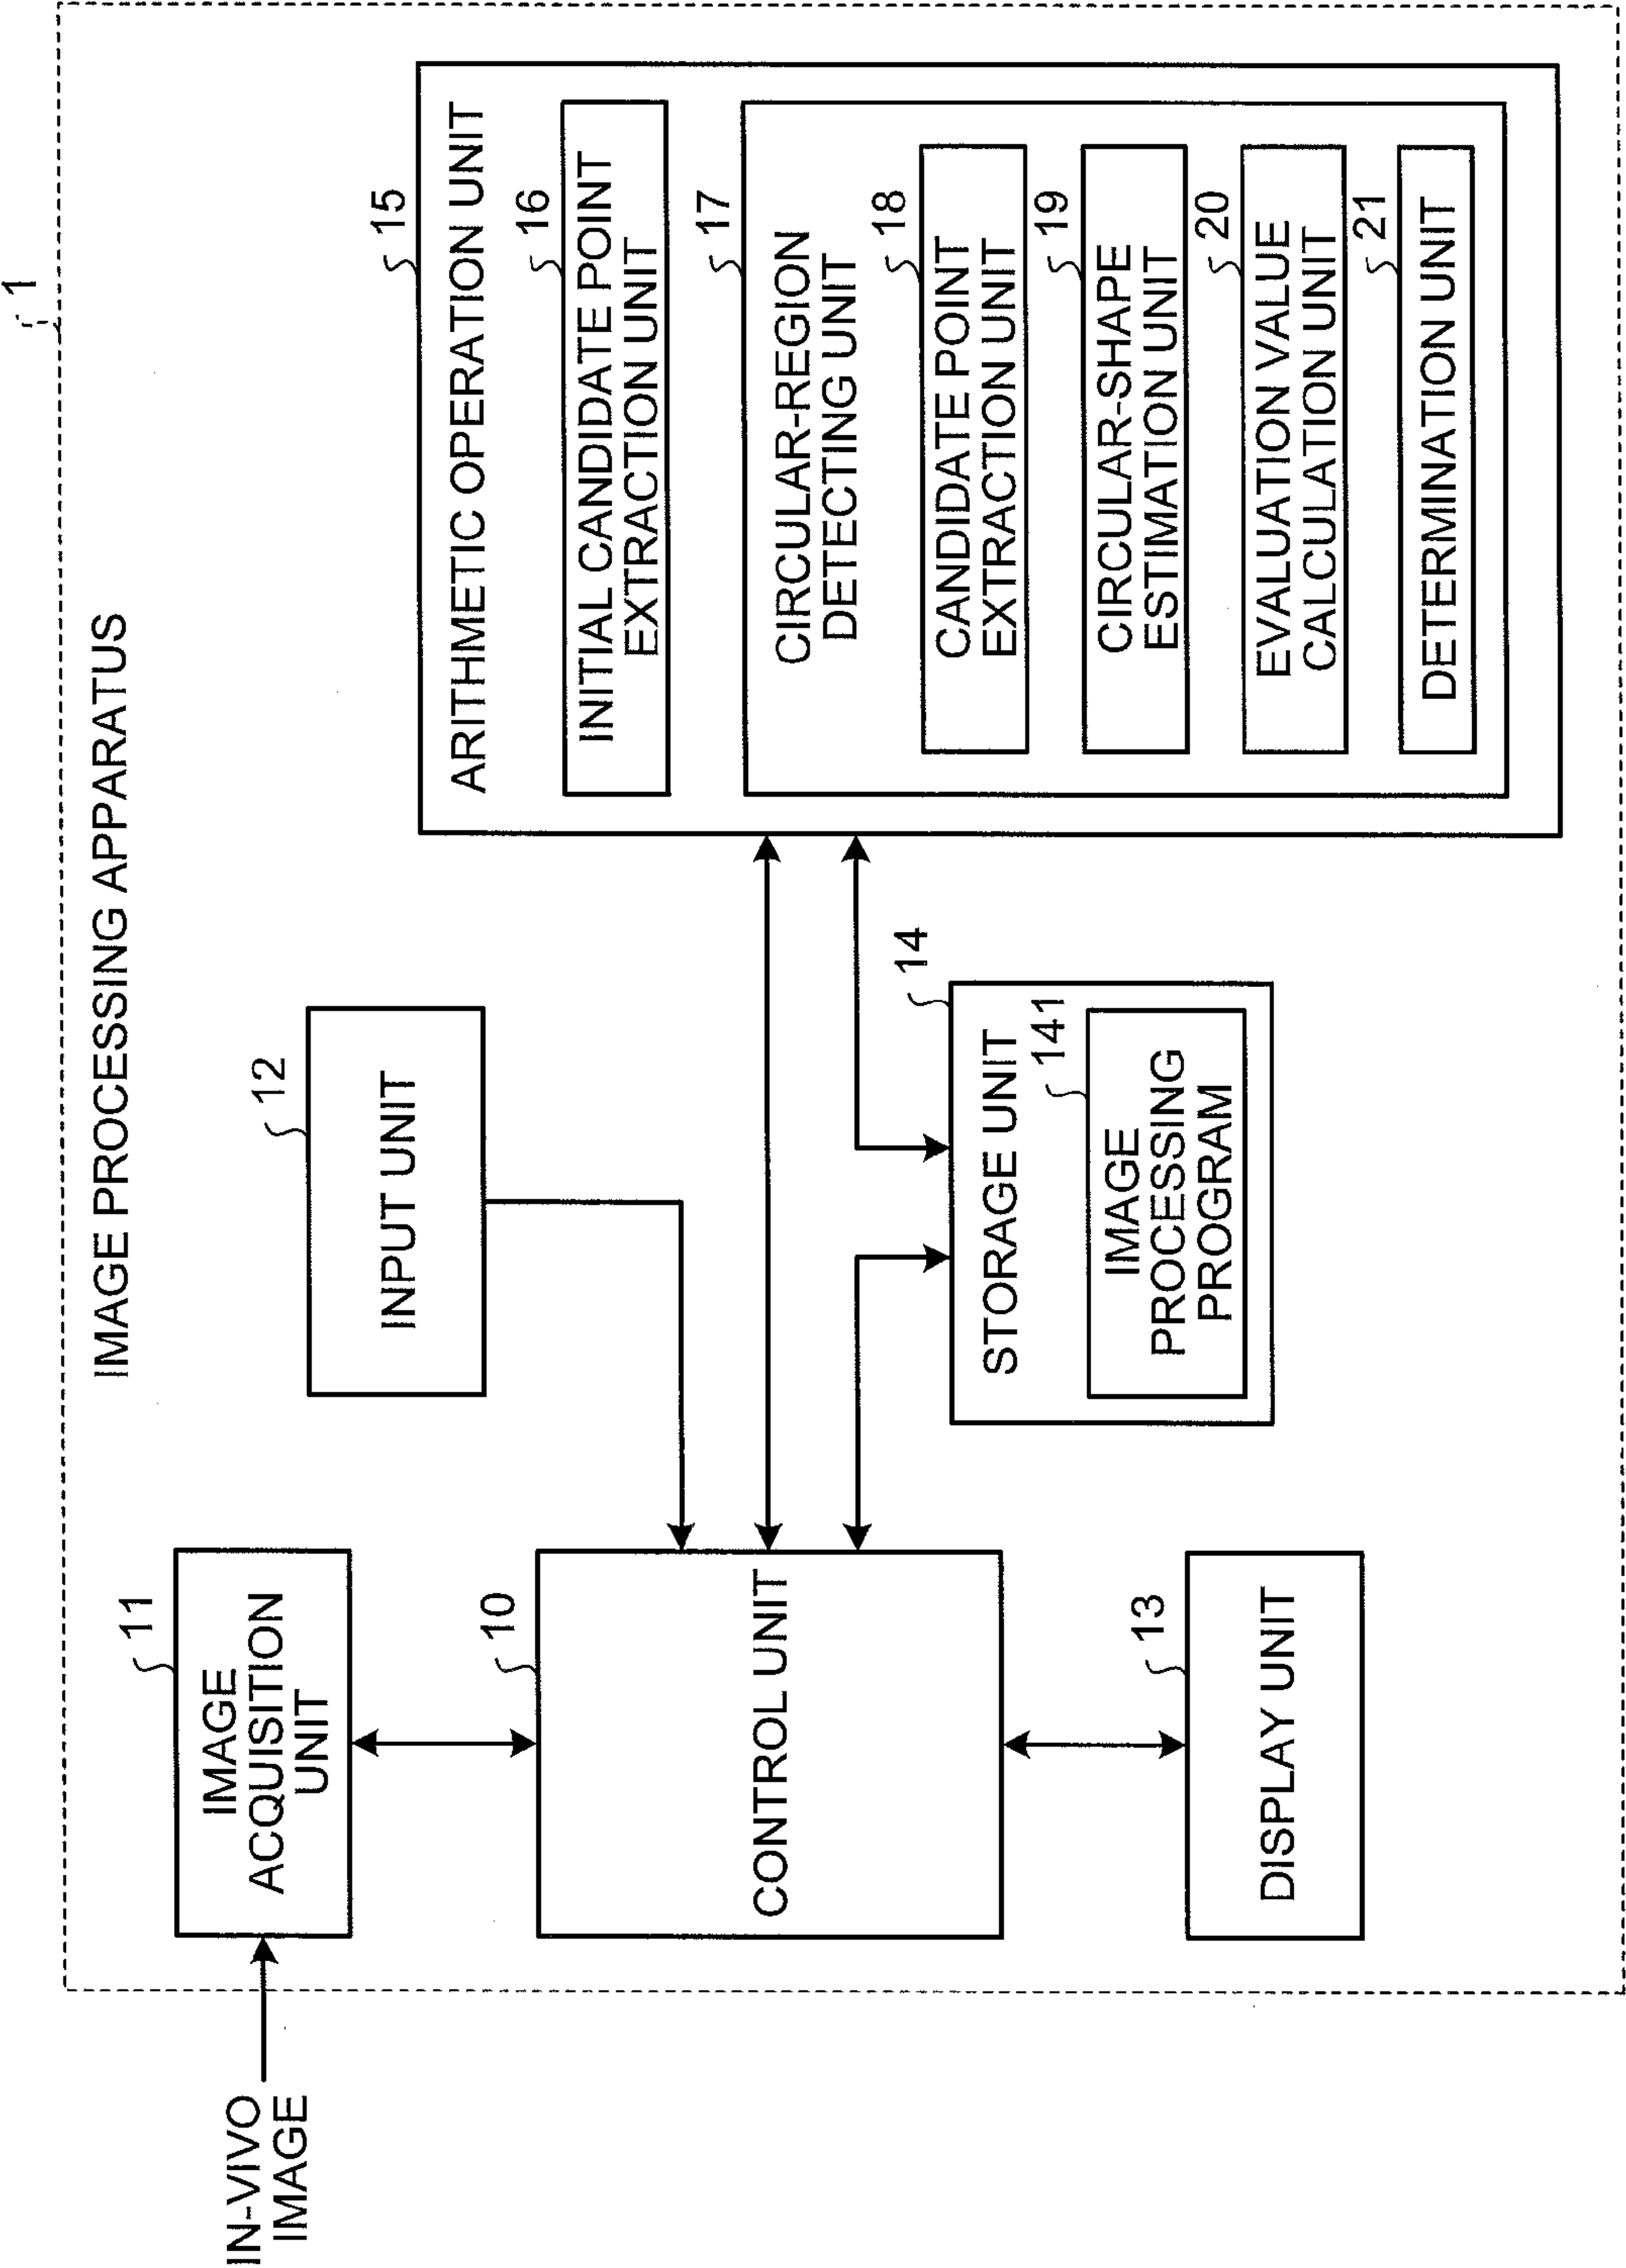 1
IMAGE PROCESSING APPARATUS
IN-VIVO
IMAGE
11
IMAGE
ACQUISITION
UNIT
12
INPUT UNIT
10
CONTROL UNIT
13
DISPLAY UNIT
14
STORAGE UNIT
141
IMAGE
PROCESSING
PROGRAM
15
ARITHMETIC OPERATION UNIT
16
INITIAL CANDIDATE POINT
EXTRACTION UNIT
17
CIRCULAR-REGION
DETECTING UNIT
18
CANDIDATE POINT
EXTRACTION UNIT
19
CIRCULAR-SHAPE
ESTIMATION UNIT
20
EVALUATION VALUE
CALCULATION UNIT
21
DETERMINATION UNIT